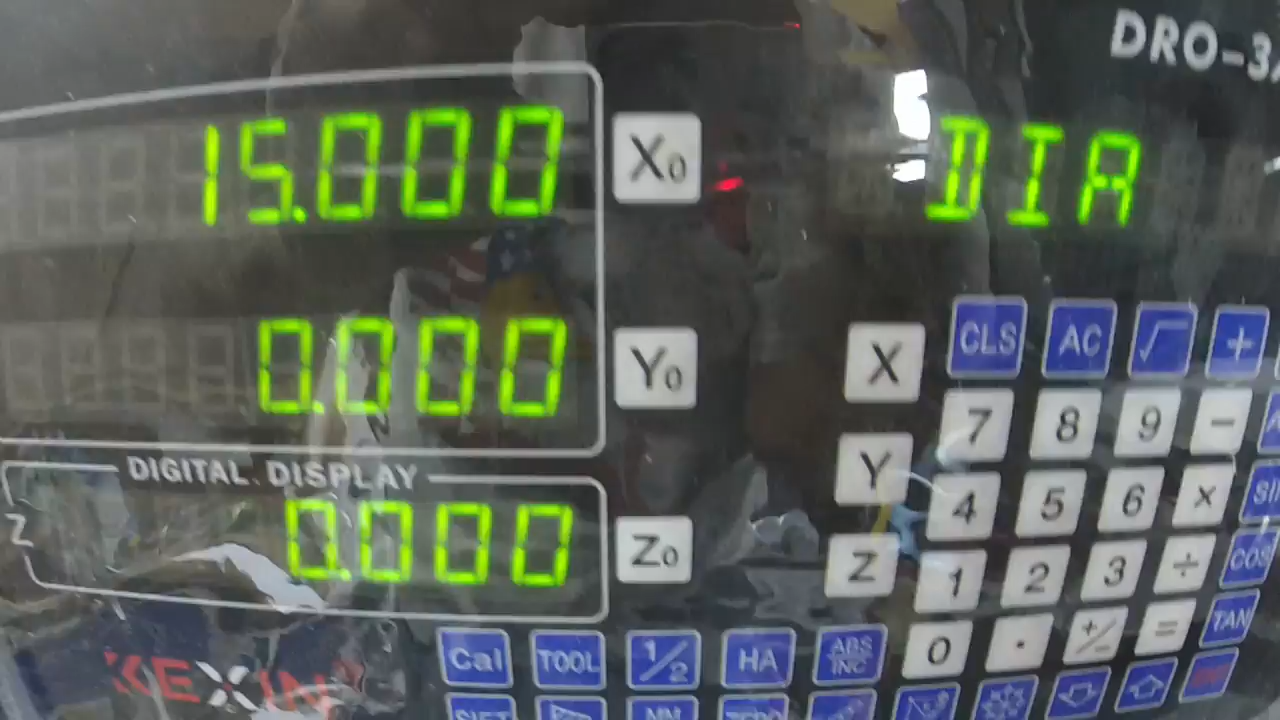 DRO-3
15.000 X0 DIA
0.000 Y0
X CLS AC √ +
7 8 9 −
DIGITAL DISPLAY
Y 4 5 6 ×
Z 0.000 Z0
Z 1 2 3 ÷ COS
0 . +/− = TAN
Cal TOOL 1/2 HA ABS INC
KEXIN